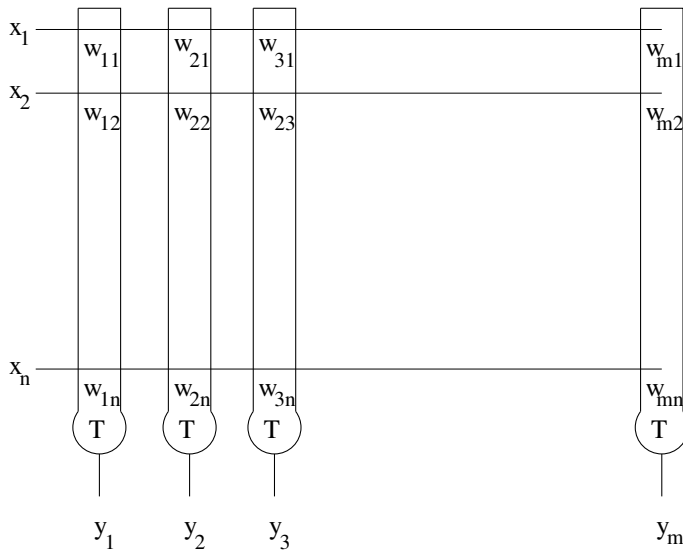 x1
w11 w21 w31 wm1
x2
w12 w22 w23 wm2
xn
w1n w2n w3n wmn
T T T T
y1 y2 y3 ym